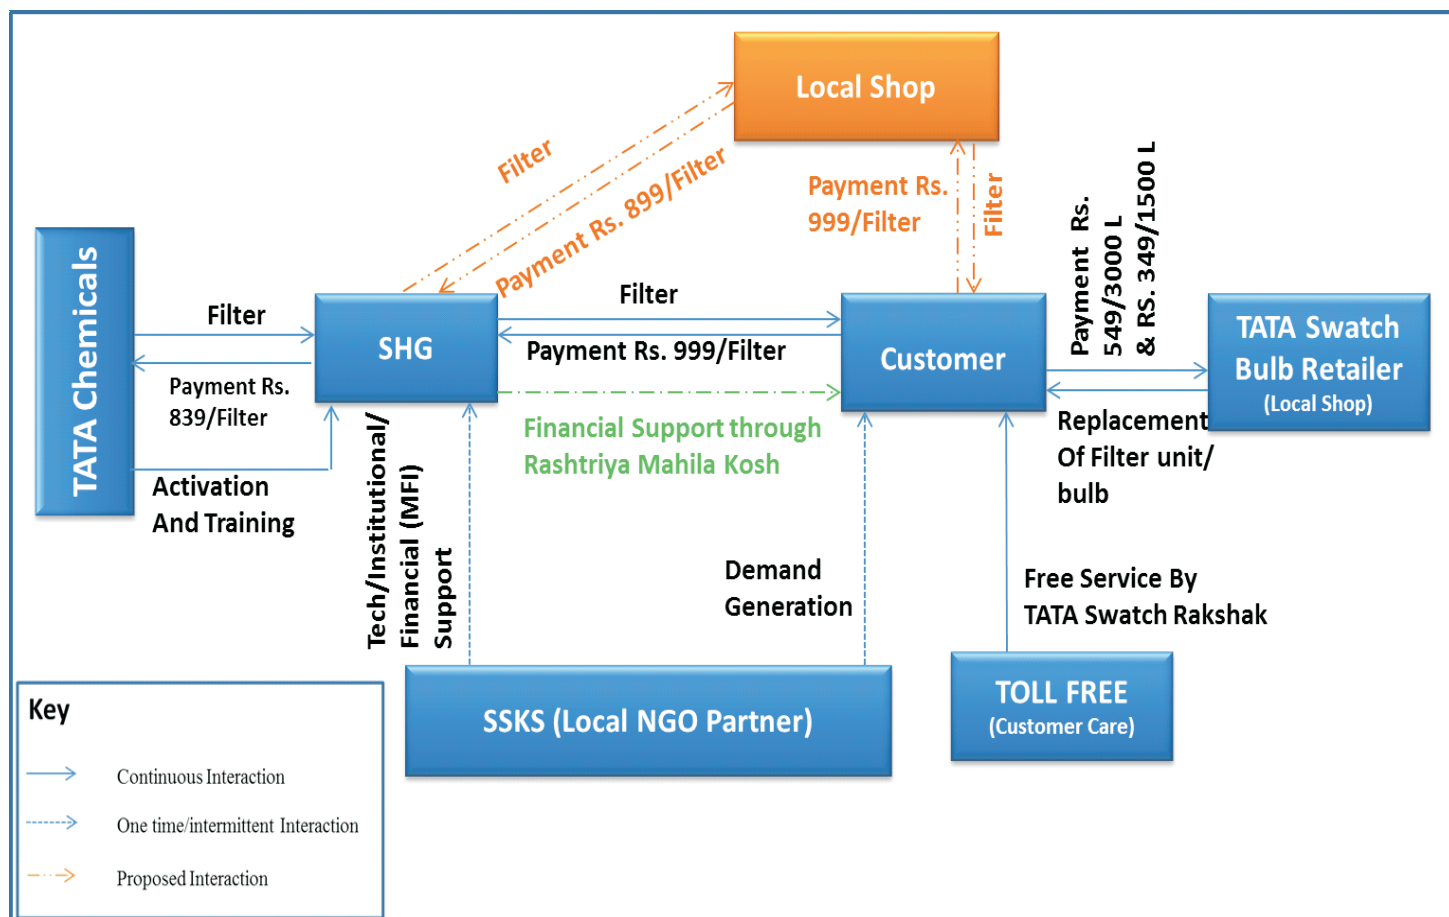 Local Shop
Filter
Payment Rs. 899/Filter
Payment Rs.
999/Filter
Filter
Payment Rs.
549/3000 L
& RS. 349/1500 L
TATA Chemicals
Filter
Payment Rs.
839/Filter
Activation
And Training
SHG
Filter
Payment Rs. 999/Filter
Financial Support through
Rashtriya Mahila Kosh
Customer
TATA Swatch
Bulb Retailer
(Local Shop)
Replacement
Of Filter unit/
bulb
Tech/Institutional/
Financial (MFI)
Support
Demand
Generation
Free Service By
TATA Swatch Rakshak
SSKS (Local NGO Partner)
TOLL FREE
(Customer Care)
Key
Continuous Interaction
One time/intermittent Interaction
Proposed Interaction